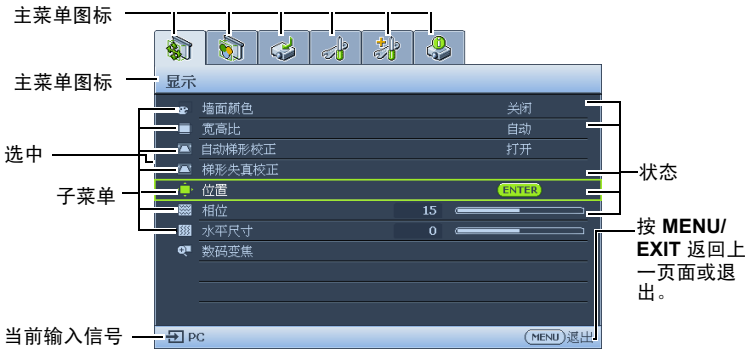 主菜单图标
主菜单图标
显示
墙面颜色 关闭
宽高比 自动
自动梯形校正 打开
选中
梯形失真校正
状态
子菜单
位置 ENTER
相位 15
水平尺寸 0
数码变焦
按 MENU/
EXIT 返回上
一页面或退
出。
当前输入信号
PC
MENU 退出